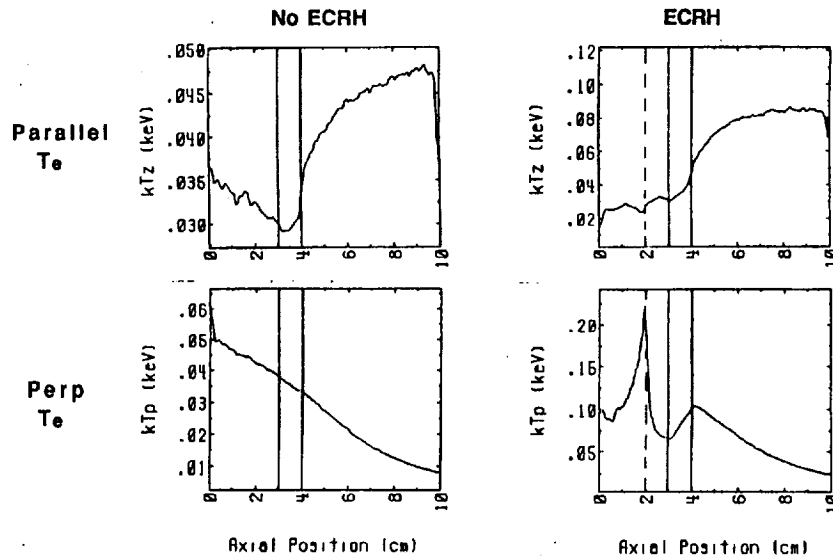 No ECRH
ECRH
Parallel
Te
kTz (keV)
.050
.045
.040
.035
.030
0 2 4 6 8 10
kTz (keV)
.12
.10
.08
.06
.04
.02
0 2 4 6 8 10
Perp
Te
kTp (keV)
.06
.05
.04
.03
.02
.01
0 2 4 6 8 10
Axial Position (cm)
kTp (keV)
.20
.15
.10
.05
0 2 4 6 8 10
Axial Position (cm)